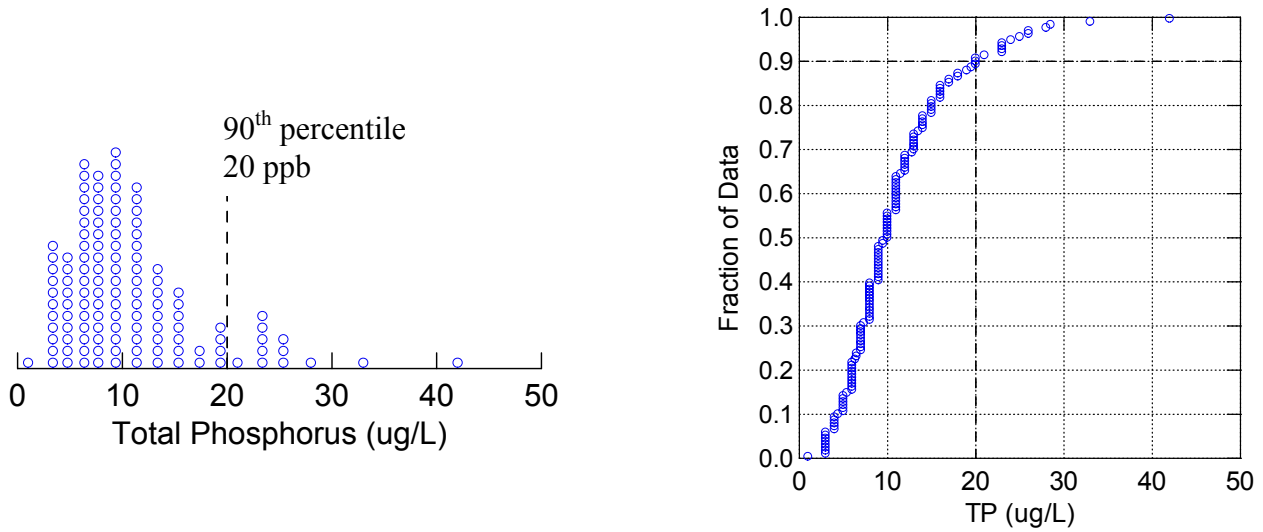 90th percentile
20 ppb
0 10 20 30 40 50
Total Phosphorus (ug/L)
Fraction of Data
1.0
0.9
0.8
0.7
0.6
0.5
0.4
0.3
0.2
0.1
0.0
0 10 20 30 40 50
TP (ug/L)